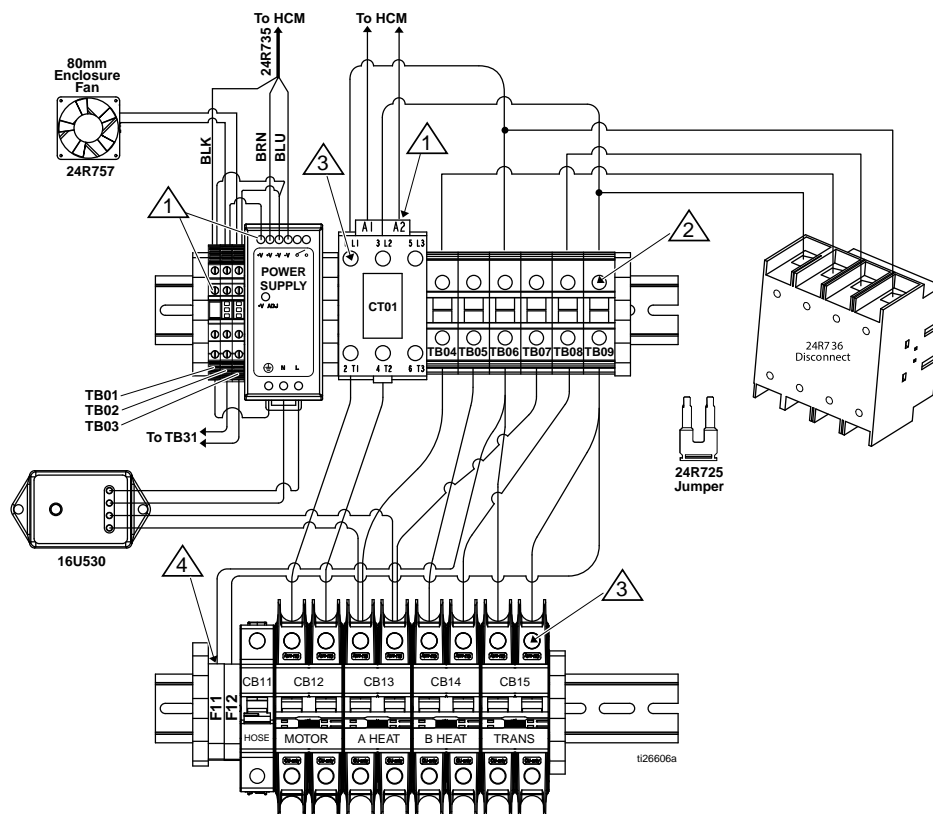 To HCM
To HCM
24R735
80mm
Enclosure
Fan
24R757
BLK
BRN
BLU
1
3
1
2
A1
A2
L1
3 L2
5 L3
+V +V -V -V
POWER
SUPPLY
+V ADJ
CT01
N L
2 T1
4 T2
6 T3
TB04
TB05
TB06
TB07
TB08
TB09
24R736
Disconnect
TB01
TB02
TB03
To TB31
24R725
Jumper
16U530
4
3
F11
F12
CB11
CB12
CB13
CB14
CB15
HOSE
MOTOR
A HEAT
B HEAT
TRANS
ti26606a